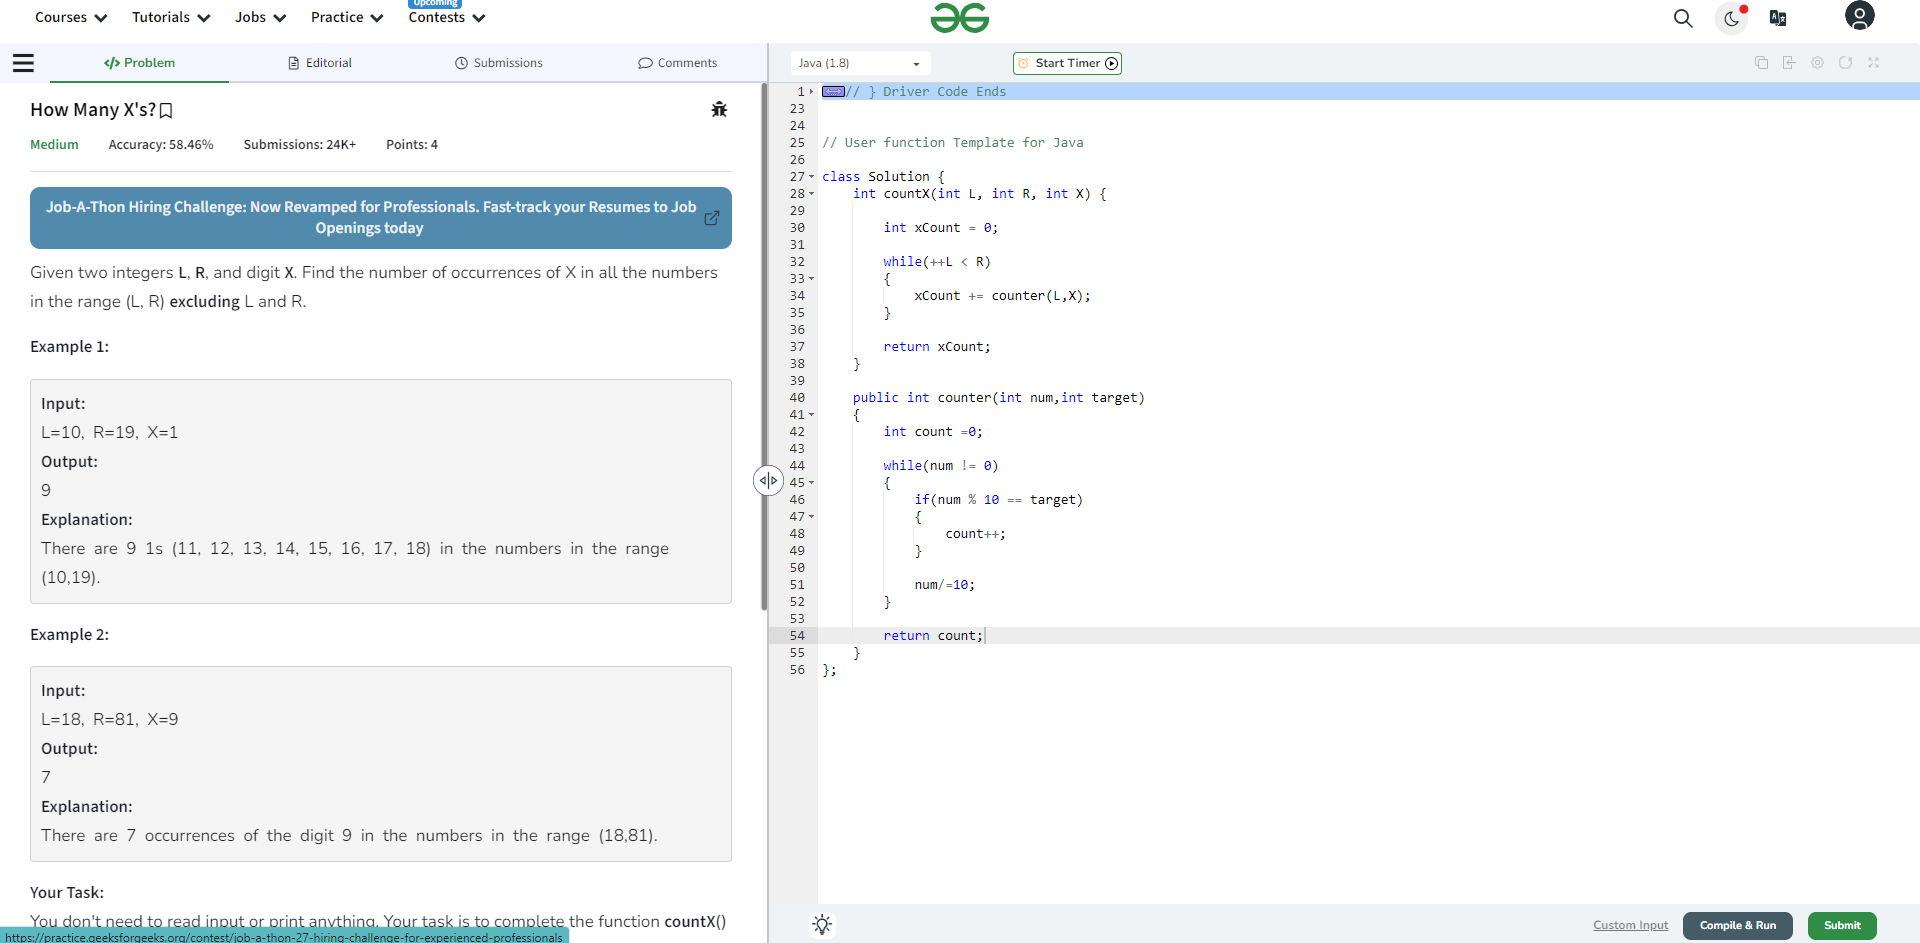 Courses
Tutorials
Jobs
Practice
Upcoming
Contests
Problem
Editorial
Submissions
Comments
How Many X's?
Medium Accuracy: 58.46% Submissions: 24K+ Points: 4
Job-A-Thon Hiring Challenge: Now Revamped for Professionals. Fast-track your Resumes to Job
Openings today
Given two integers L, R, and digit X. Find the number of occurrences of X in all the numbers
in the range (L, R) excluding L and R.
Example 1:
Input:
L=10, R=19, X=1
Output:
9
Explanation:
There are 9 1s (11, 12, 13, 14, 15, 16, 17, 18) in the numbers in the range
(10,19).
Example 2:
Input:
L=18, R=81, X=9
Output:
7
Explanation:
There are 7 occurrences of the digit 9 in the numbers in the range (18,81).
Your Task:
You don't need to read input or print anything. Your task is to complete the function countX()
https://practice.geeksforgeeks.org/contest/job-a-thon-27-hiring-challenge-for-experienced-professionals
Java (1.8)
Start Timer
1 // } Driver Code Ends
23
24
25 // User function Template for Java
26
27 class Solution {
28 int countX(int L, int R, int X) {
29
30 int xCount = 0;
31
32 while(++L < R)
33 {
34 xCount += counter(L,X);
35 }
36
37 return xCount;
38 }
39
40 public int counter(int num,int target)
41 {
42 int count =0;
43
44 while(num != 0)
45 {
46 if(num % 10 == target)
47 {
48 count++;
49 }
50
51 num/=10;
52 }
53
54 return count;
55 }
56 };
Custom Input
Compile & Run
Submit